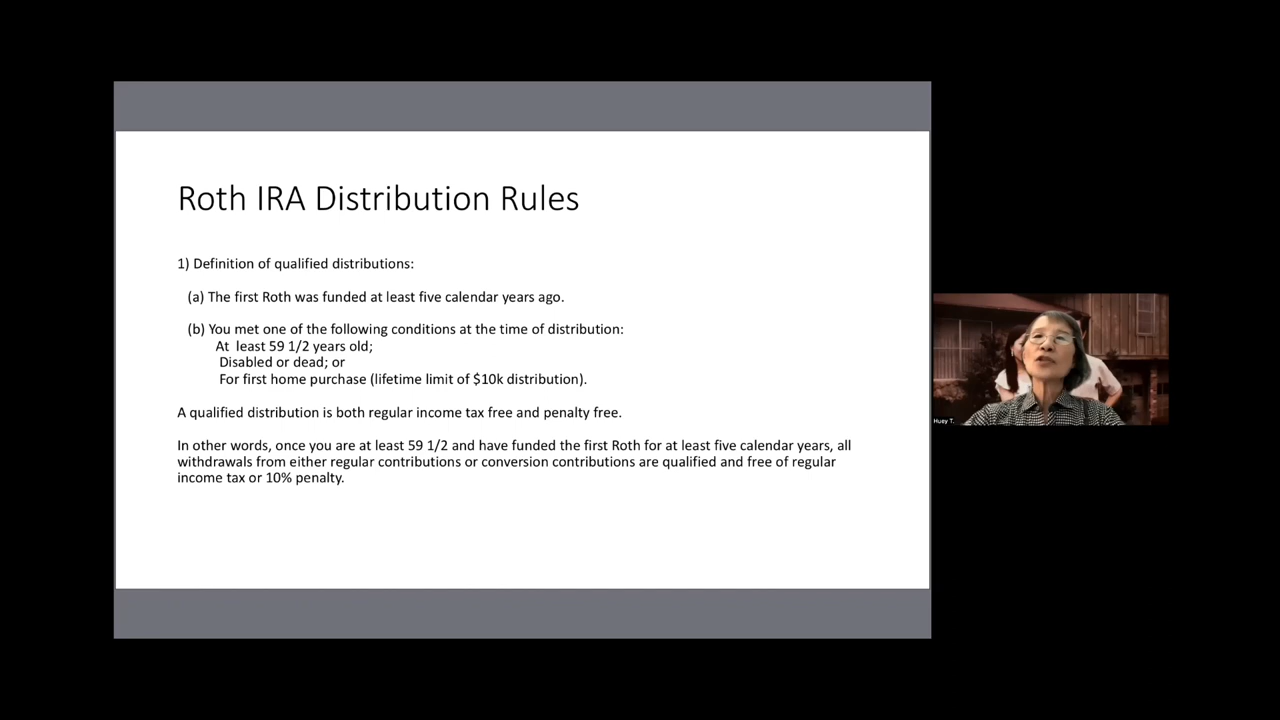 Roth IRA Distribution Rules
1) Definition of qualified distributions:
(a) The first Roth was funded at least five calendar years ago.
(b) You met one of the following conditions at the time of distribution:
At least 59 1/2 years old;
Disabled or dead; or
For first home purchase (lifetime limit of $10k distribution).
A qualified distribution is both regular income tax free and penalty free.
In other words, once you are at least 59 1/2 and have funded the first Roth for at least five calendar years, all
withdrawals from either regular contributions or conversion contributions are qualified and free of regular
income tax or 10% penalty.
Huey T.